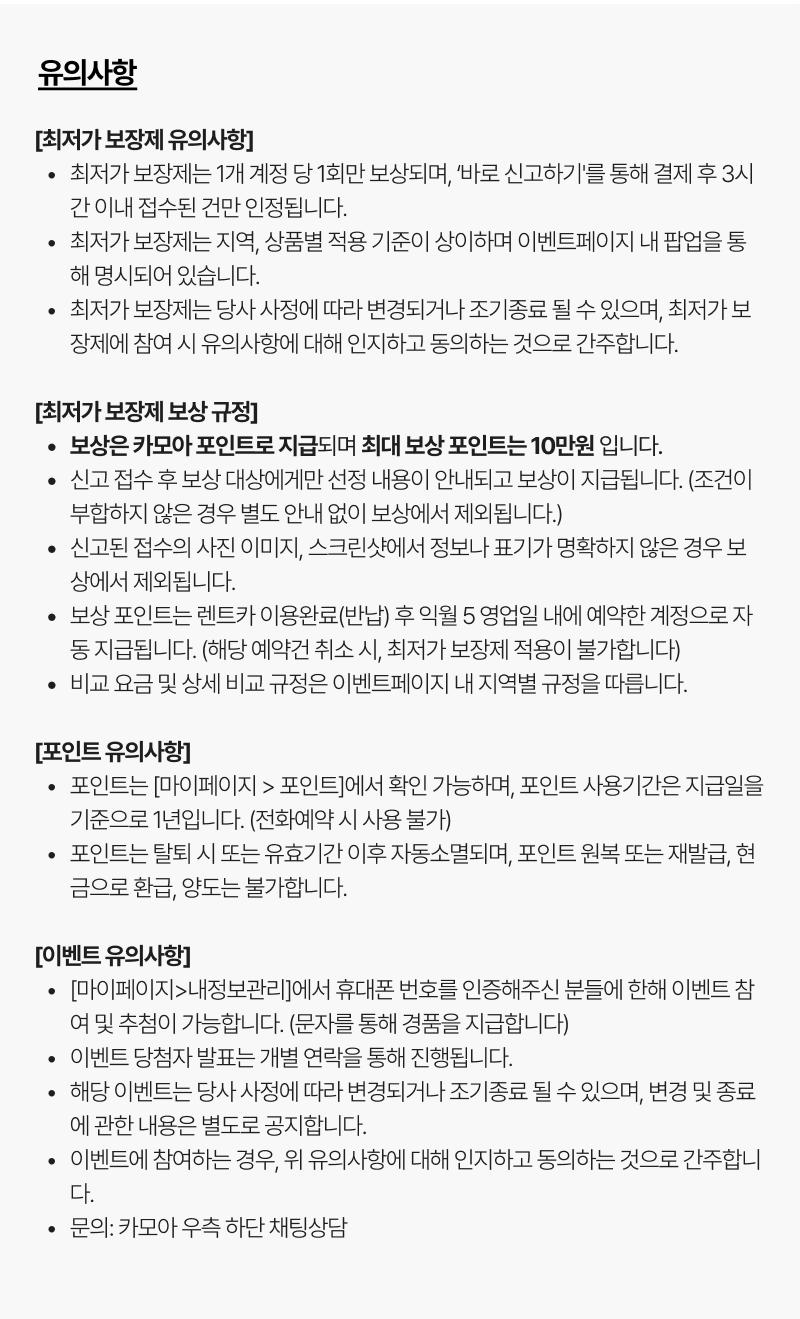 유의사항
[최저가 보장제 유의사항]
• 최저가 보장제는 1개 계정 당 1회만 보상되며, ‘바로 신고하기'를 통해 결제 후 3시
간 이내 접수된 건만 인정됩니다.
• 최저가 보장제는 지역, 상품별 적용 기준이 상이하며 이벤트페이지 내 팝업을 통
해 명시되어 있습니다.
• 최저가 보장제는 당사 사정에 따라 변경되거나 조기종료 될 수 있으며, 최저가 보
장제에 참여 시 유의사항에 대해 인지하고 동의하는 것으로 간주합니다.
[최저가 보장제 보상 규정]
• 보상은 카모아 포인트로 지급되며 최대 보상 포인트는 10만원 입니다.
• 신고 접수 후 보상 대상에게만 선정 내용이 안내되고 보상이 지급됩니다. (조건이
부합하지 않은 경우 별도 안내 없이 보상에서 제외됩니다.)
• 신고된 접수의 사진 이미지, 스크린샷에서 정보나 표기가 명확하지 않은 경우 보
상에서 제외됩니다.
• 보상 포인트는 렌트카 이용완료(반납) 후 익월 5 영업일 내에 예약한 계정으로 자
동 지급됩니다. (해당 예약건 취소 시, 최저가 보장제 적용이 불가합니다)
• 비교 요금 및 상세 비교 규정은 이벤트페이지 내 지역별 규정을 따릅니다.
[포인트 유의사항]
• 포인트는 [마이페이지 > 포인트]에서 확인 가능하며, 포인트 사용기간은 지급일을
기준으로 1년입니다. (전화예약 시 사용 불가)
• 포인트는 탈퇴 시 또는 유효기간 이후 자동소멸되며, 포인트 원복 또는 재발급, 현
금으로 환급, 양도는 불가합니다.
[이벤트 유의사항]
• [마이페이지>내정보관리]에서 휴대폰 번호를 인증해주신 분들에 한해 이벤트 참
여 및 추첨이 가능합니다. (문자를 통해 경품을 지급합니다)
• 이벤트 당첨자 발표는 개별 연락을 통해 진행됩니다.
• 해당 이벤트는 당사 사정에 따라 변경되거나 조기종료 될 수 있으며, 변경 및 종료
에 관한 내용은 별도로 공지합니다.
• 이벤트에 참여하는 경우, 위 유의사항에 대해 인지하고 동의하는 것으로 간주합니
다.
• 문의: 카모아 우측 하단 채팅상담